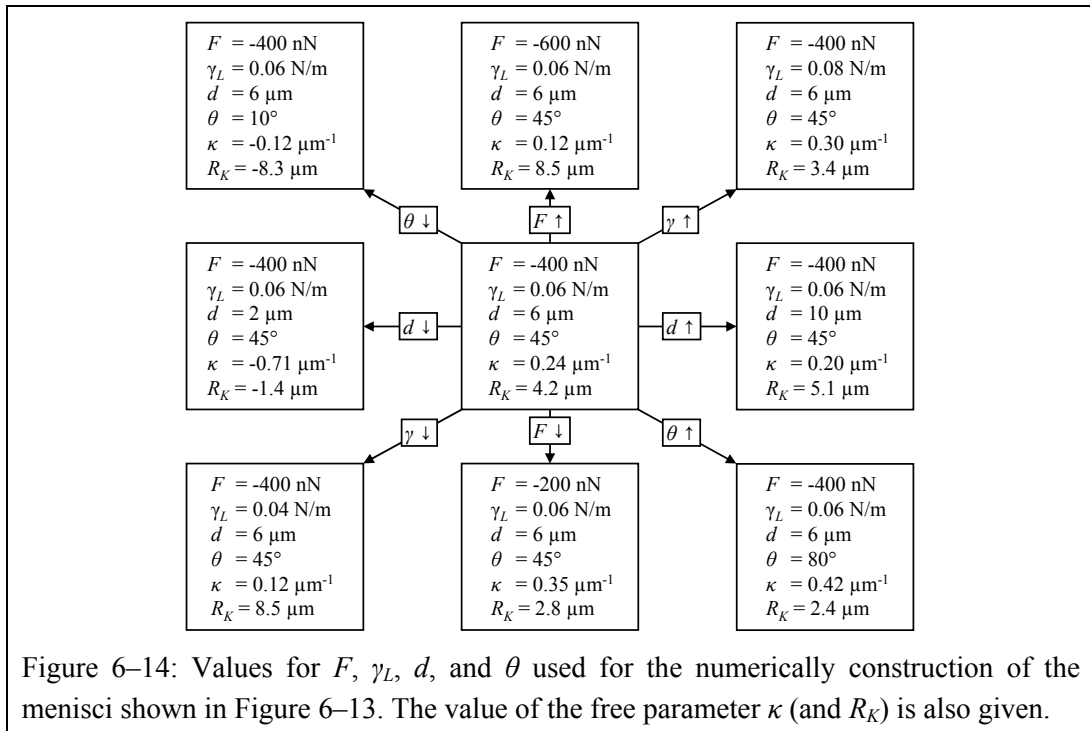 F = -400 nN
γL = 0.06 N/m
d = 6 µm
θ = 10°
κ = -0.12 µm-1
RK = -8.3 µm
F = -600 nN
γL = 0.06 N/m
d = 6 µm
θ = 45°
κ = 0.12 µm-1
RK = 8.5 µm
F = -400 nN
γL = 0.08 N/m
d = 6 µm
θ = 45°
κ = 0.30 µm-1
RK = 3.4 µm
θ ↓
F ↑
γ ↑
F = -400 nN
γL = 0.06 N/m
d = 2 µm
θ = 45°
κ = -0.71 µm-1
RK = -1.4 µm
d ↓
F = -400 nN
γL = 0.06 N/m
d = 6 µm
θ = 45°
κ = 0.24 µm-1
RK = 4.2 µm
d ↑
F = -400 nN
γL = 0.06 N/m
d = 10 µm
θ = 45°
κ = 0.20 µm-1
RK = 5.1 µm
γ ↓
F ↓
θ ↑
F = -400 nN
γL = 0.04 N/m
d = 6 µm
θ = 45°
κ = 0.12 µm-1
RK = 8.5 µm
F = -200 nN
γL = 0.06 N/m
d = 6 µm
θ = 45°
κ = 0.35 µm-1
RK = 2.8 µm
F = -400 nN
γL = 0.06 N/m
d = 6 µm
θ = 80°
κ = 0.42 µm-1
RK = 2.4 µm
Figure 6–14: Values for F, γL, d, and θ used for the numerically construction of the
menisci shown in Figure 6–13. The value of the free parameter κ (and RK) is also given.